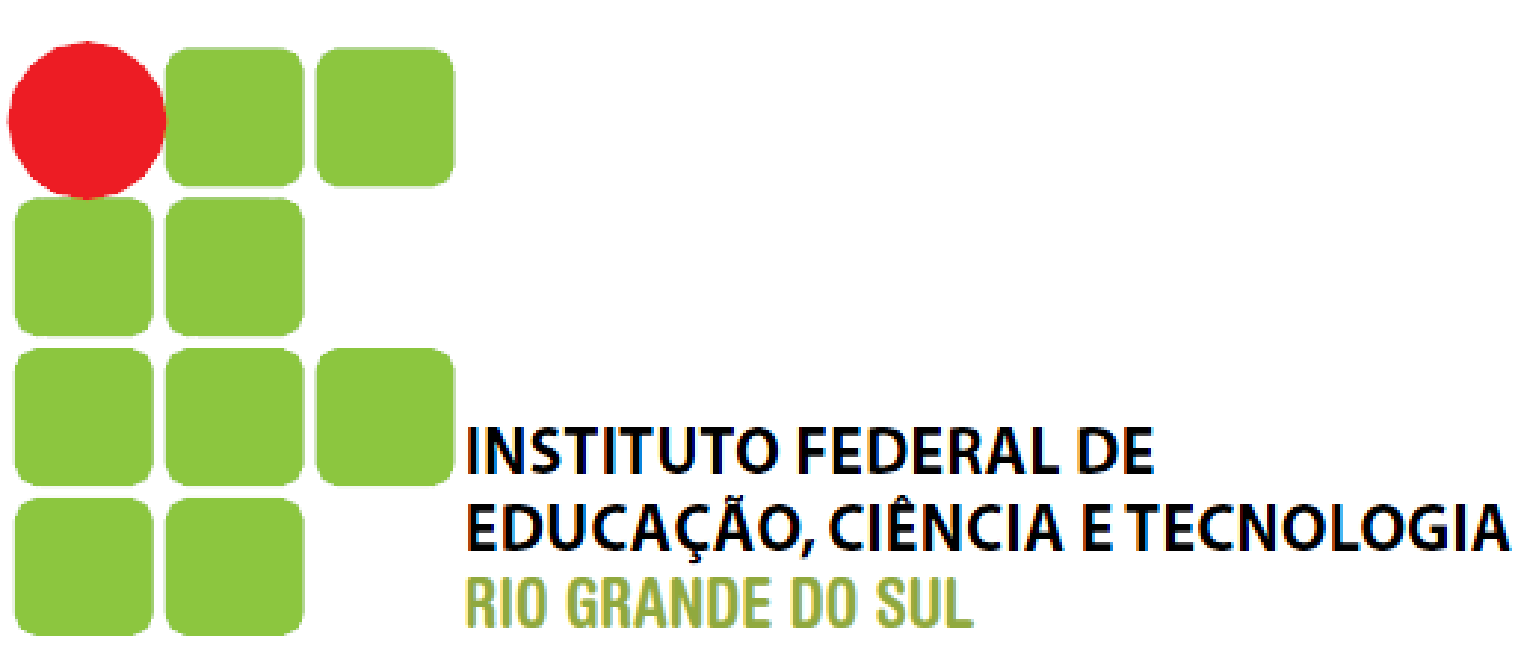 INSTITUTO FEDERAL DE
EDUCAÇÃO, CIÊNCIA E TECNOLOGIA
RIO GRANDE DO SUL